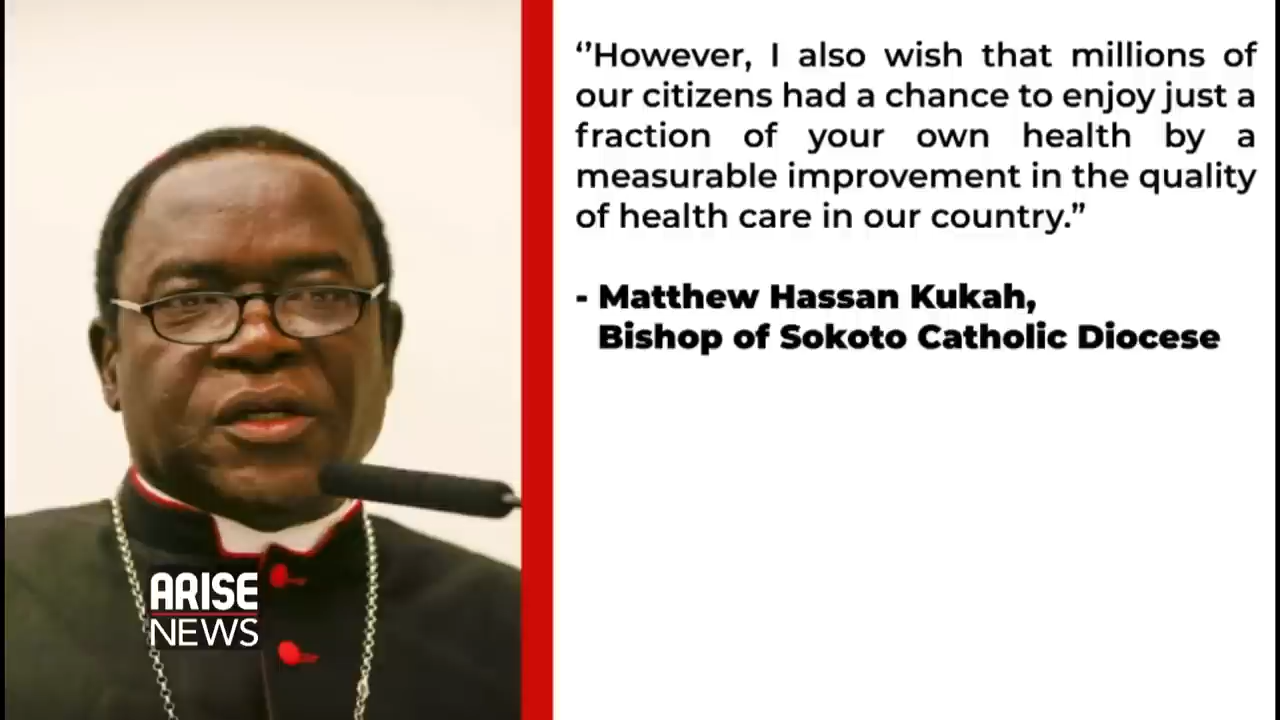 ‘’However, I also wish that millions of
our citizens had a chance to enjoy just a
fraction of your own health by a
measurable improvement in the quality
of health care in our country.”
- Matthew Hassan Kukah,
Bishop of Sokoto Catholic Diocese
ARISE
NEWS